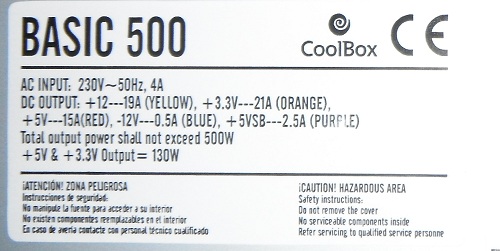 BASIC 500
CoolBox CE
AC INPUT: 230V~50Hz, 4A
DC OUTPUT: +12---19A (YELLOW), +3.3V---21A (ORANGE),
+5V---15A(RED), -12V---0.5A (BLUE), +5VSB---2.5A (PURPLE)
Total output power shall not exceed 500W
+5V & +3.3V Output= 130W
¡ATENCIÓN! ZONA PELIGROSA
Instrucciones de seguridad:
No manipule la fuente para acceder a su interior
No existen componentes reemplazables en el interior
En caso de avería contacte con personal técnico cualificado
¡CAUTION! HAZARDOUS AREA
Safety instructions:
Do not remove the cover
No serviceable components inside
Refer servicing to qualified service personne